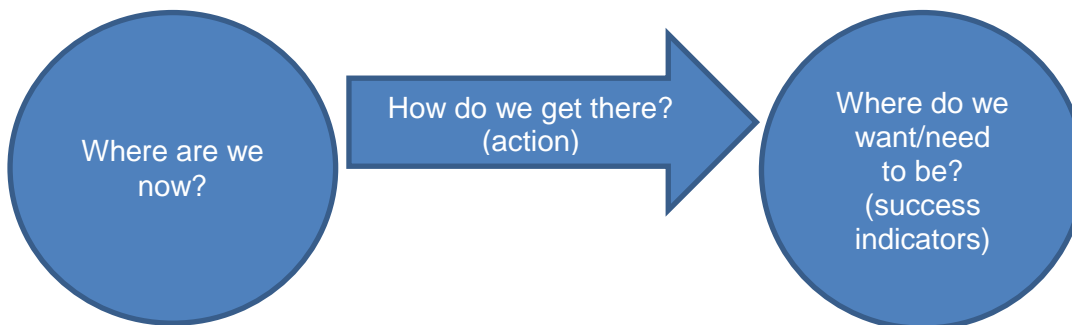 Where are we
now?
How do we get there?
(action)
Where do we
want/need
to be?
(success
indicators)